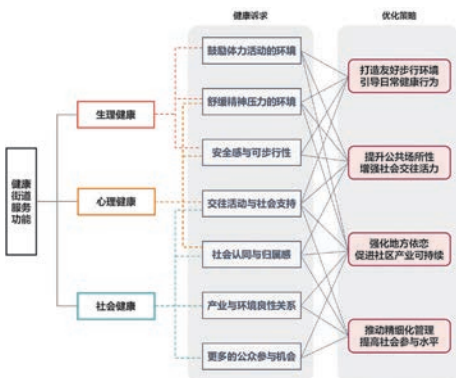 健康诉求
优化策略
健康
街道
服务
功能
生理健康
心理健康
社会健康
鼓励体力活动的环境
舒缓精神压力的环境
安全感与可步行性
交往活动与社会支持
社会认同与归属感
产业与环境良性关系
更多的公众参与机会
打造友好步行环境
引导日常健康行为
提升公共场所性
增强社会交往活力
强化地方依恋
促进社区产业可持续
推动精细化管理
提高社会参与水平